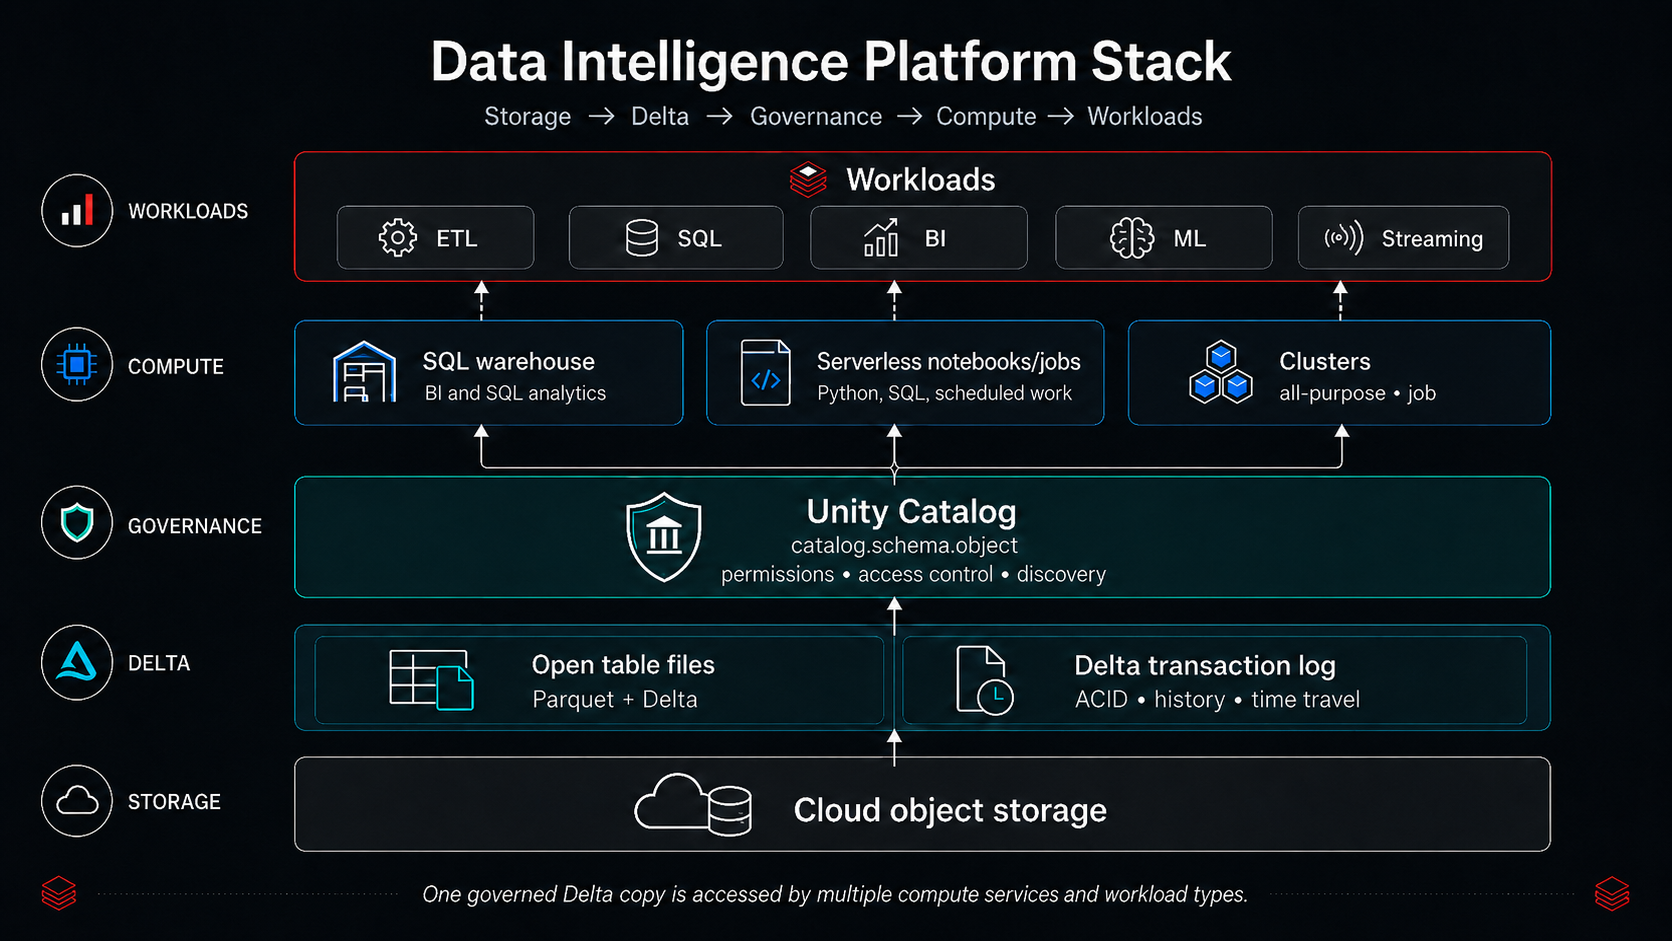 Data Intelligence Platform Stack
Storage → Delta → Governance → Compute → Workloads
WORKLOADS
Workloads
ETL
SQL
BI
ML
Streaming
COMPUTE
SQL warehouse
BI and SQL analytics
Serverless notebooks/jobs
Python, SQL, scheduled work
Clusters
all-purpose • job
GOVERNANCE
Unity Catalog
catalog.schema.object
permissions • access control • discovery
DELTA
Open table files
Parquet + Delta
Delta transaction log
ACID • history • time travel
STORAGE
Cloud object storage
One governed Delta copy is accessed by multiple compute services and workload types.